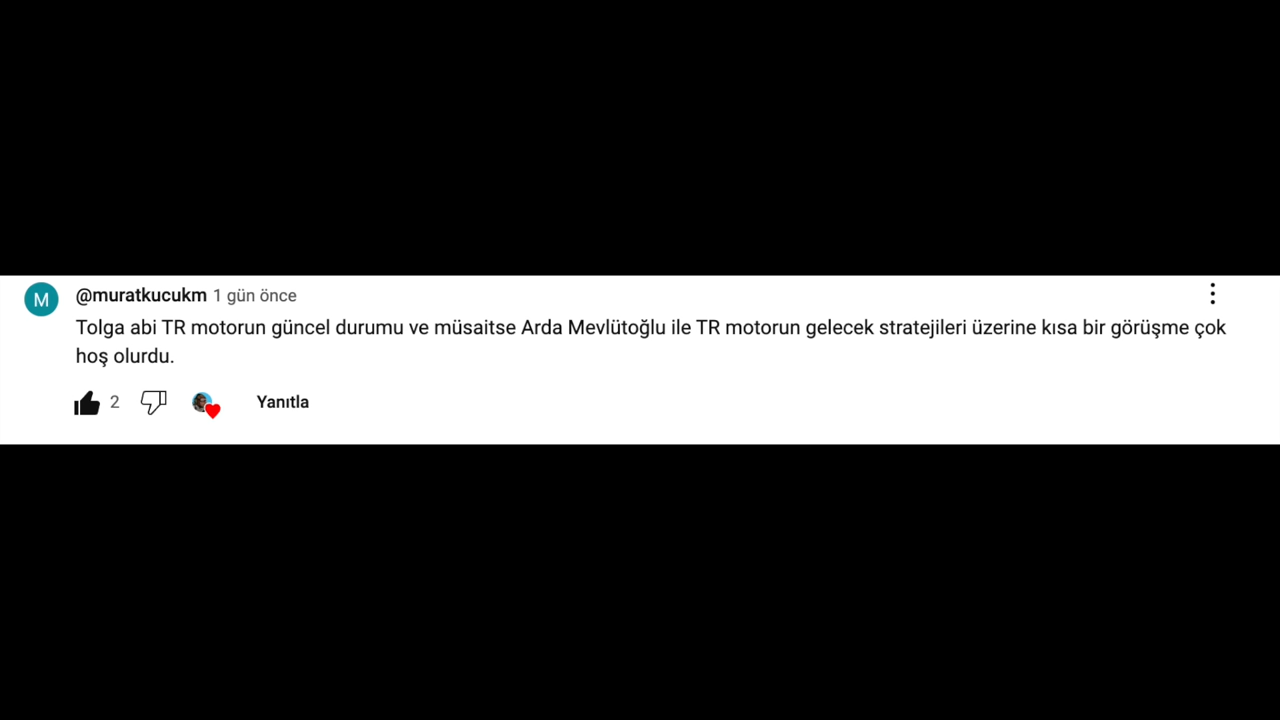 M
@muratkucukm 1 gün önce
Tolga abi TR motorun güncel durumu ve müsaitse Arda Mevlütoğlu ile TR motorun gelecek stratejileri üzerine kısa bir görüşme çok
hoş olurdu.
2 Yanıtla